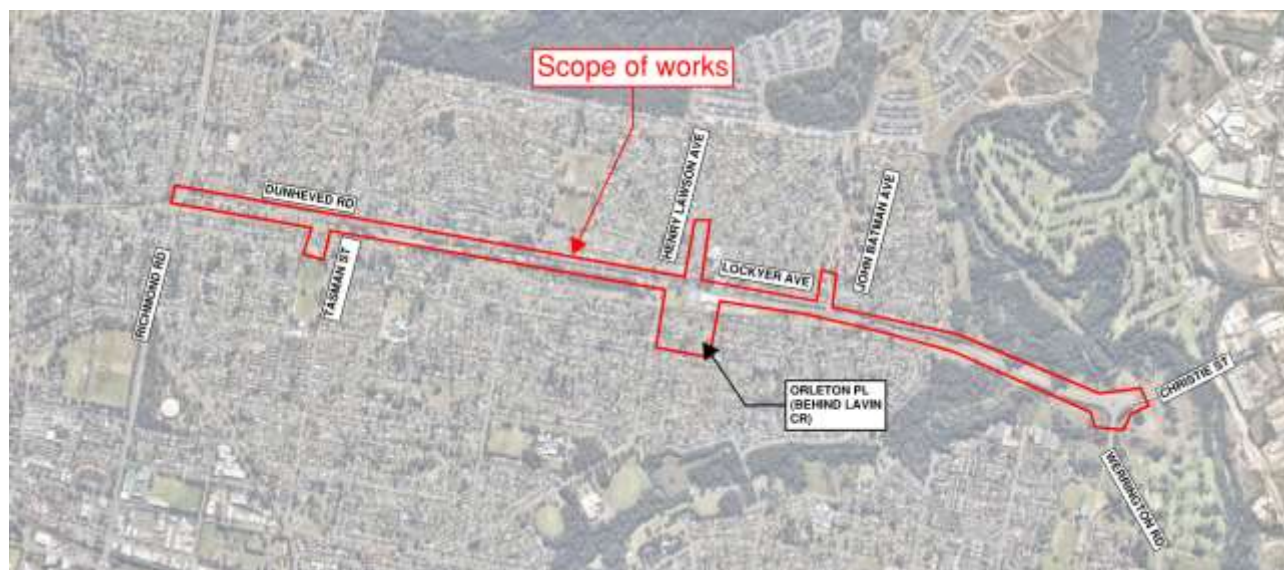 Scope of works
DUNHEVED RD
HENRY LAWSON AVE
LOCKYER AVE
JOHN BATMAN AVE
RICHMOND RD
TASMAN ST
ORLETON PL
(BEHIND LAVIN
CR)
CHRISTIE ST
WERRINGTON RD